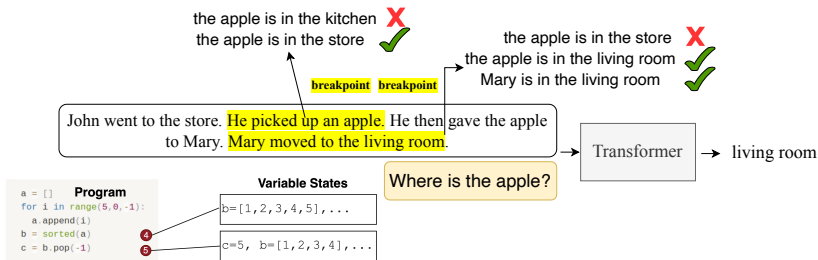 the apple is in the kitchen X
the apple is in the store
the apple is in the store X
the apple is in the living room
Mary is in the living room
breakpoint breakpoint
John went to the store. He picked up an apple. He then gave the apple
to Mary. Mary moved to the living room.
Transformer
living room
Where is the apple?
Program
a = []
for i in range(5,0,-1):
a.append(i)
b = sorted(a) 4
c = b.pop(-1) 5
Variable States
b=[1,2,3,4,5],...
c=5, b=[1,2,3,4],...